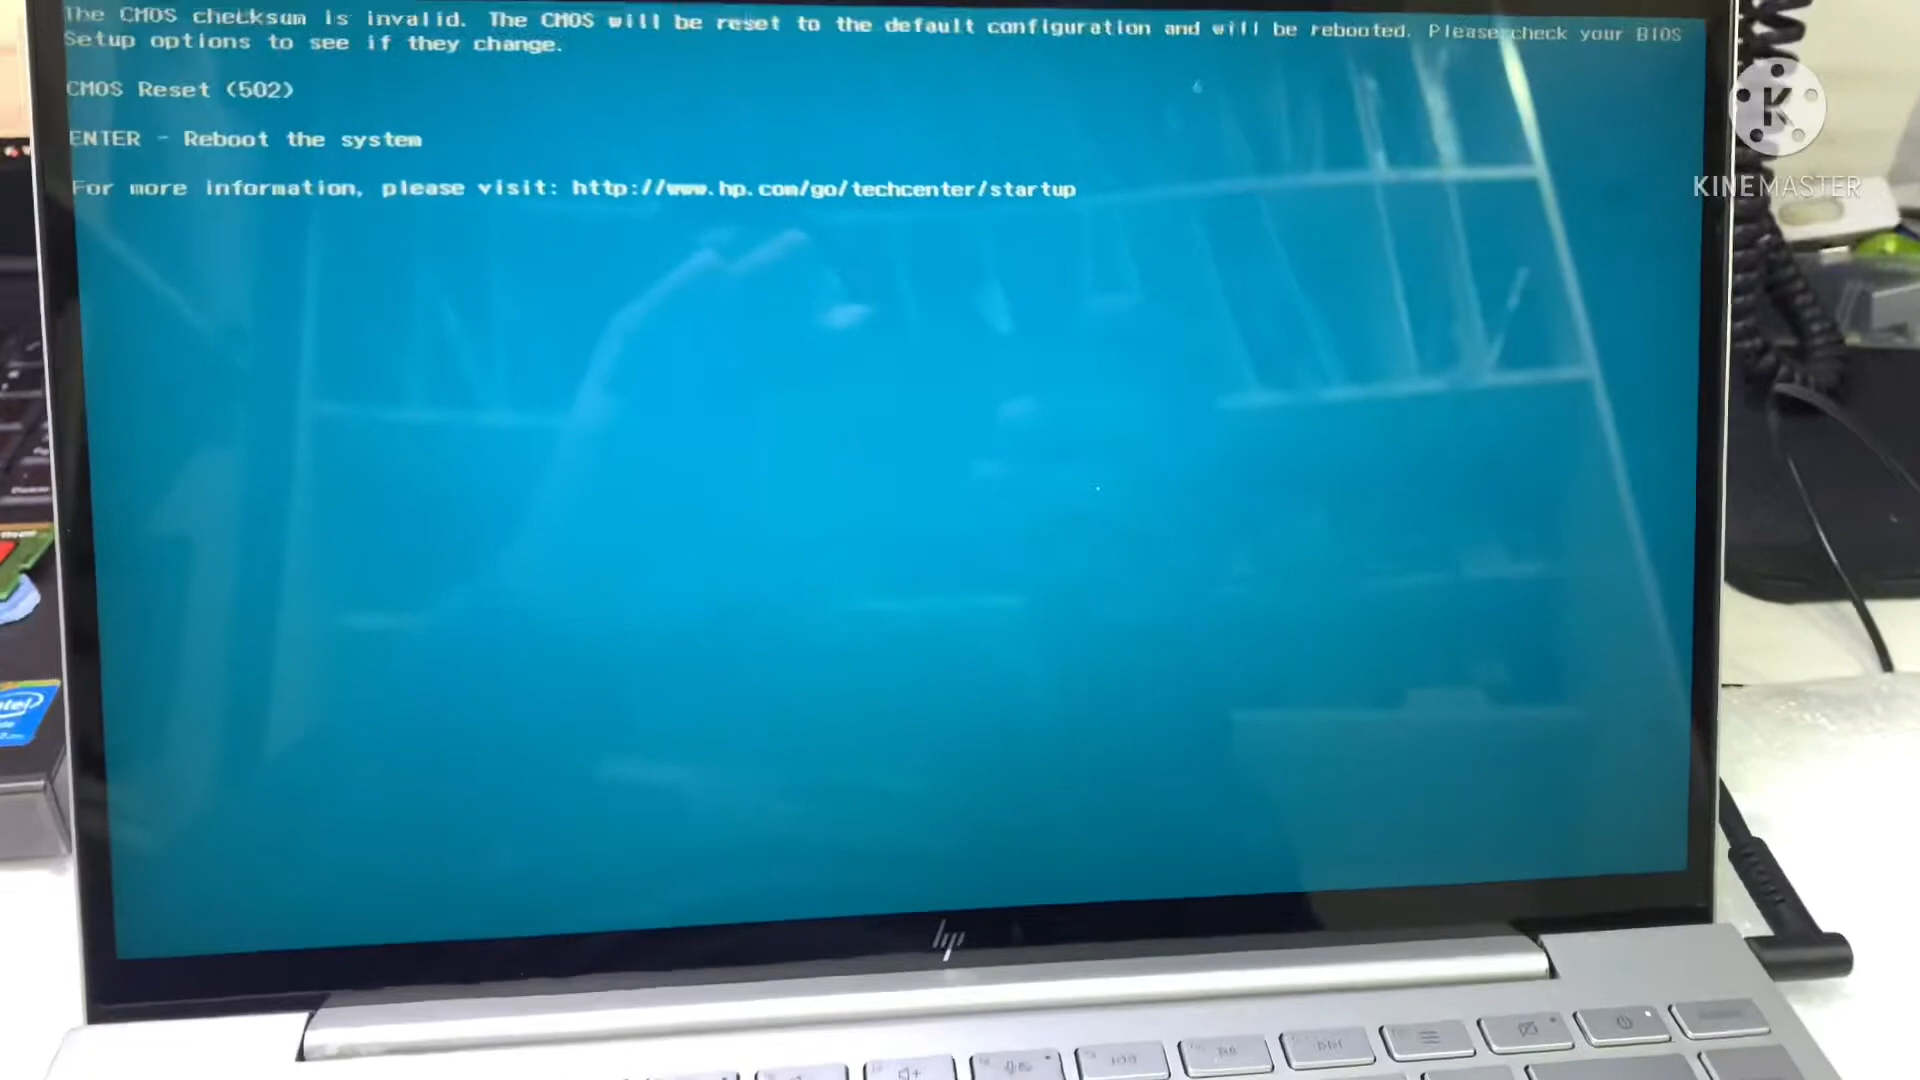 The CMOS checksum is invalid. The CMOS will be reset to the default configuration and will be rebooted. Please check your BIOS
Setup options to see if they change.
CMOS Reset (502)
ENTER - Reboot the system
For more information, please visit: http://www.hp.com/go/techcenter/startup
K
KINEMASTER
hp